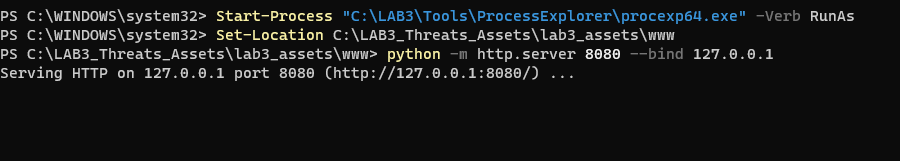 PS C:\WINDOWS\system32> Start-Process "C:\LAB3\Tools\ProcessExplorer\procexp64.exe" -Verb RunAs
PS C:\WINDOWS\system32> Set-Location C:\LAB3_Threats_Assets\lab3_assets\www
PS C:\LAB3_Threats_Assets\lab3_assets\www> python -m http.server 8080 --bind 127.0.0.1
Serving HTTP on 127.0.0.1 port 8080 (http://127.0.0.1:8080/) ...